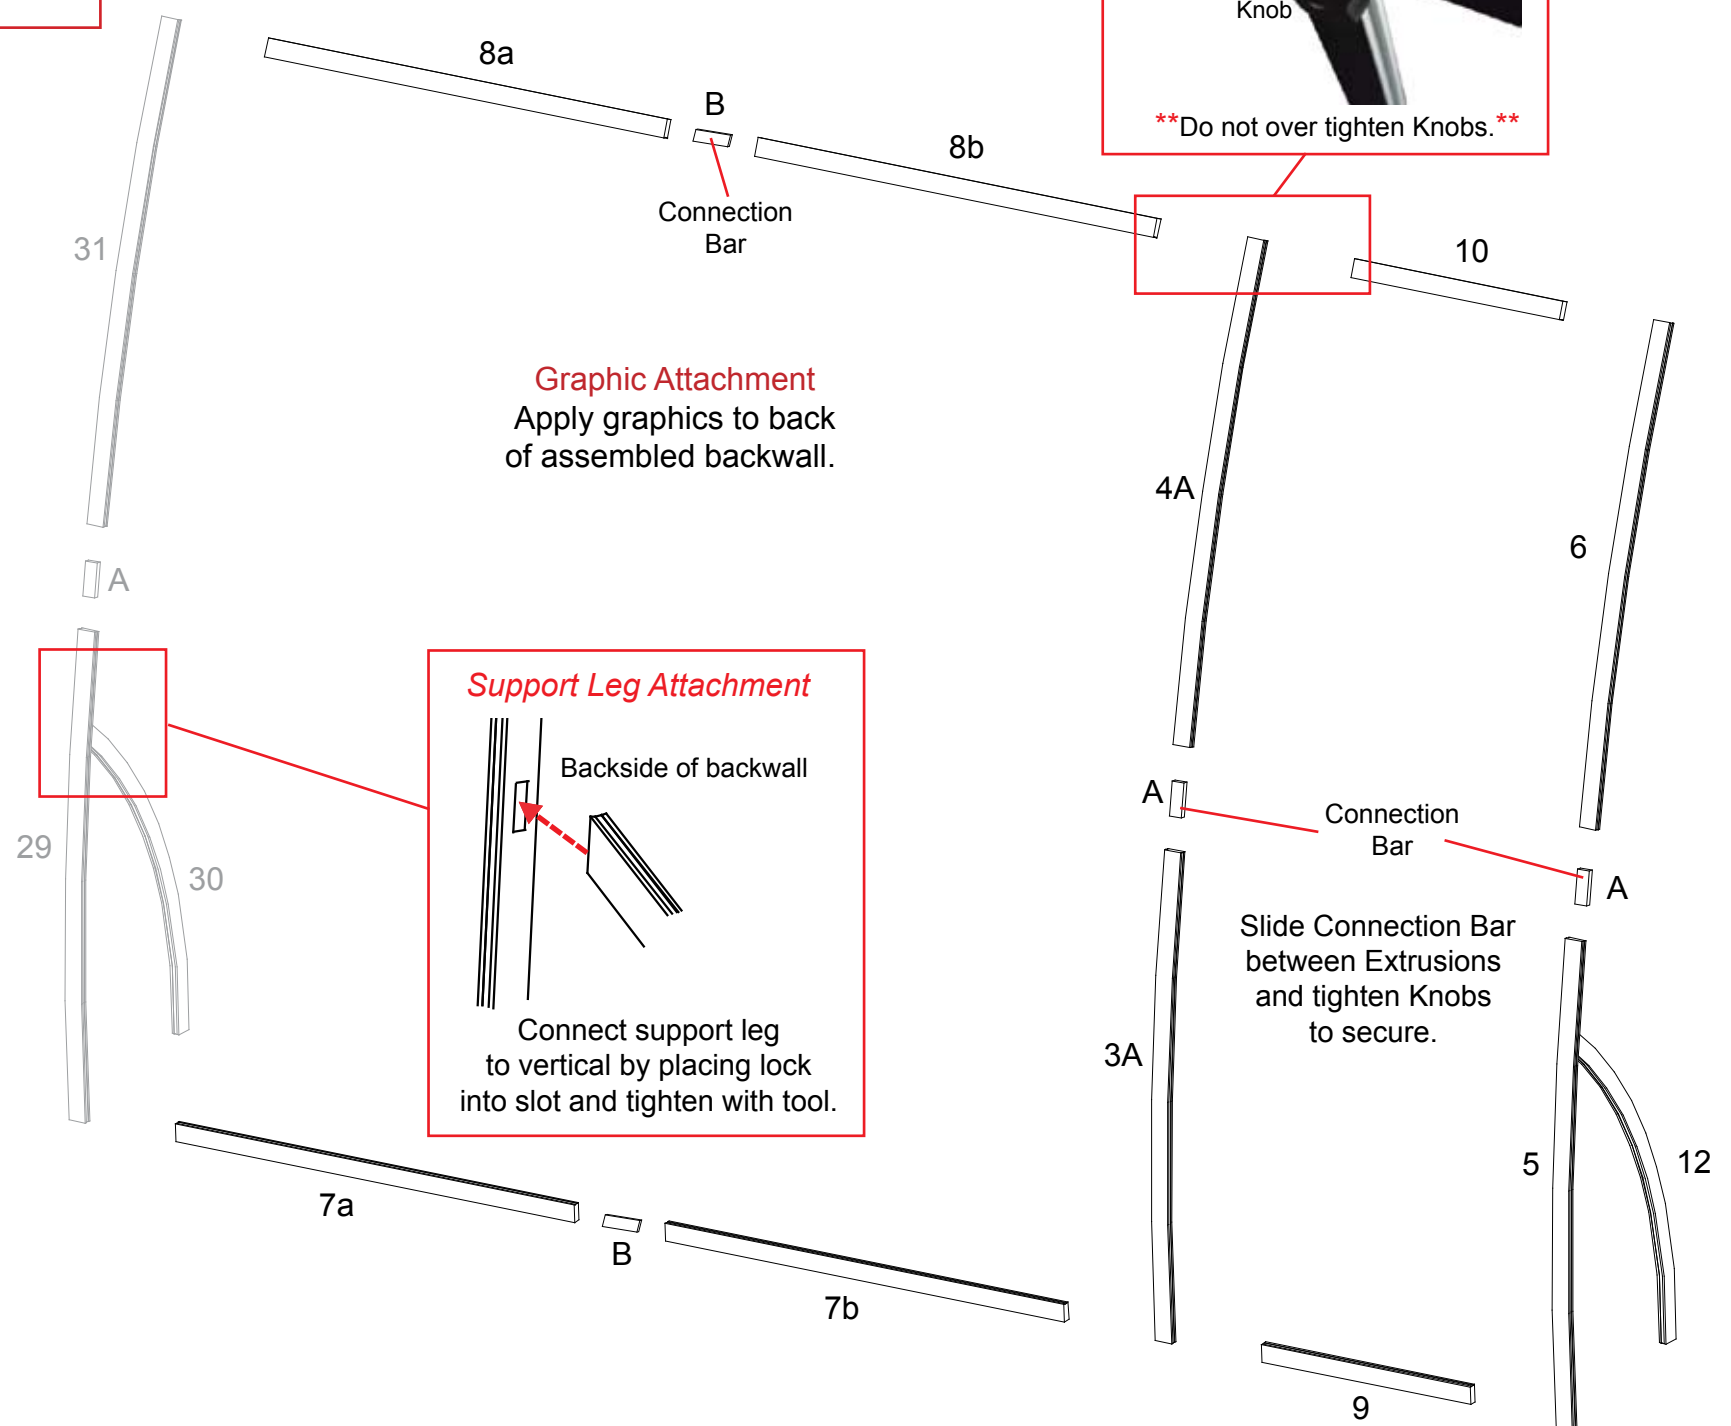 Knob
**Do not over tighten Knobs.**
8a
B
8b
Connection
Bar
10
31
Graphic Attachment
Apply graphics to back
of assembled backwall.
4A
6
A
Support Leg Attachment
Backside of backwall
Connect support leg
to vertical by placing lock
into slot and tighten with tool.
29
30
A
Connection
Bar
A
Slide Connection Bar
between Extrusions
and tighten Knobs
to secure.
3A
5
12
7a
B
7b
9